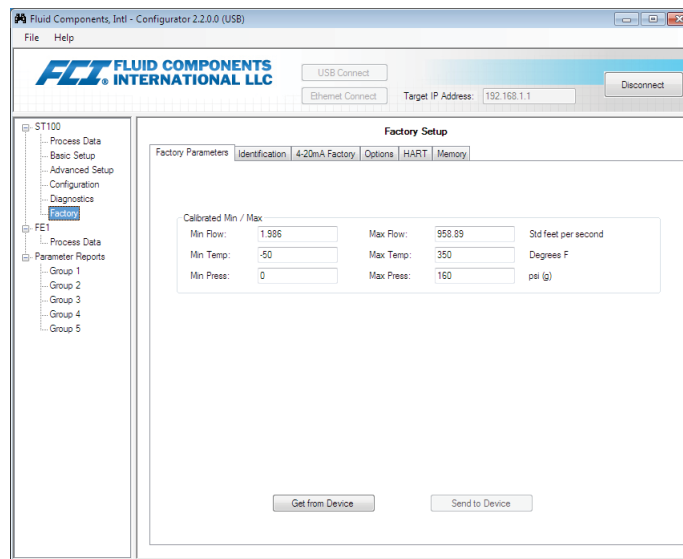 Fluid Components, Intl - Configurator 2.2.0.0 (USB)
File Help
FCI® FLUID COMPONENTS
INTERNATIONAL LLC
USB Connect
Ethernet Connect
Target IP Address: 192.168.1.1
Disconnect
ST100
Process Data
Basic Setup
Advanced Setup
Configuration
Diagnostics
Factory
FE1
Process Data
Parameter Reports
Group 1
Group 2
Group 3
Group 4
Group 5
Factory Setup
Factory Parameters Identification 4-20mA Factory Options HART Memory
Calibrated Min / Max
Min Flow: 1.986 Max Flow: 958.89 Std feet per second
Min Temp: -50 Max Temp: 350 Degrees F
Min Press: 0 Max Press: 160 psi (g)
Get from Device Send to Device